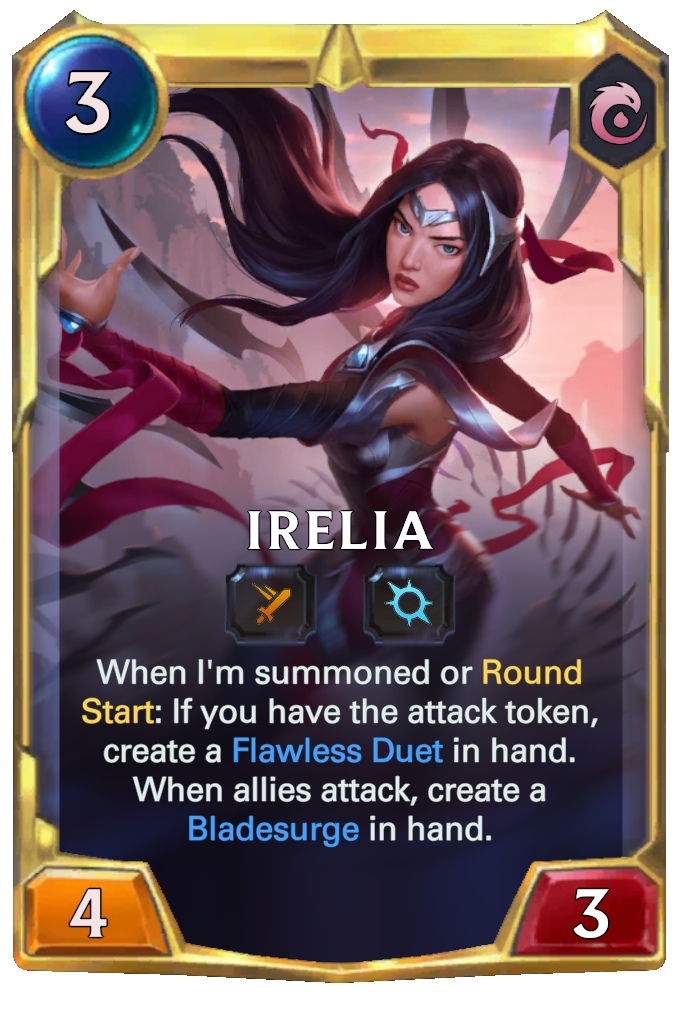 3
IRELIA
When I'm summoned or Round
Start: If you have the attack token,
create a Flawless Duet in hand.
When allies attack, create a
Bladesurge in hand.
4
3